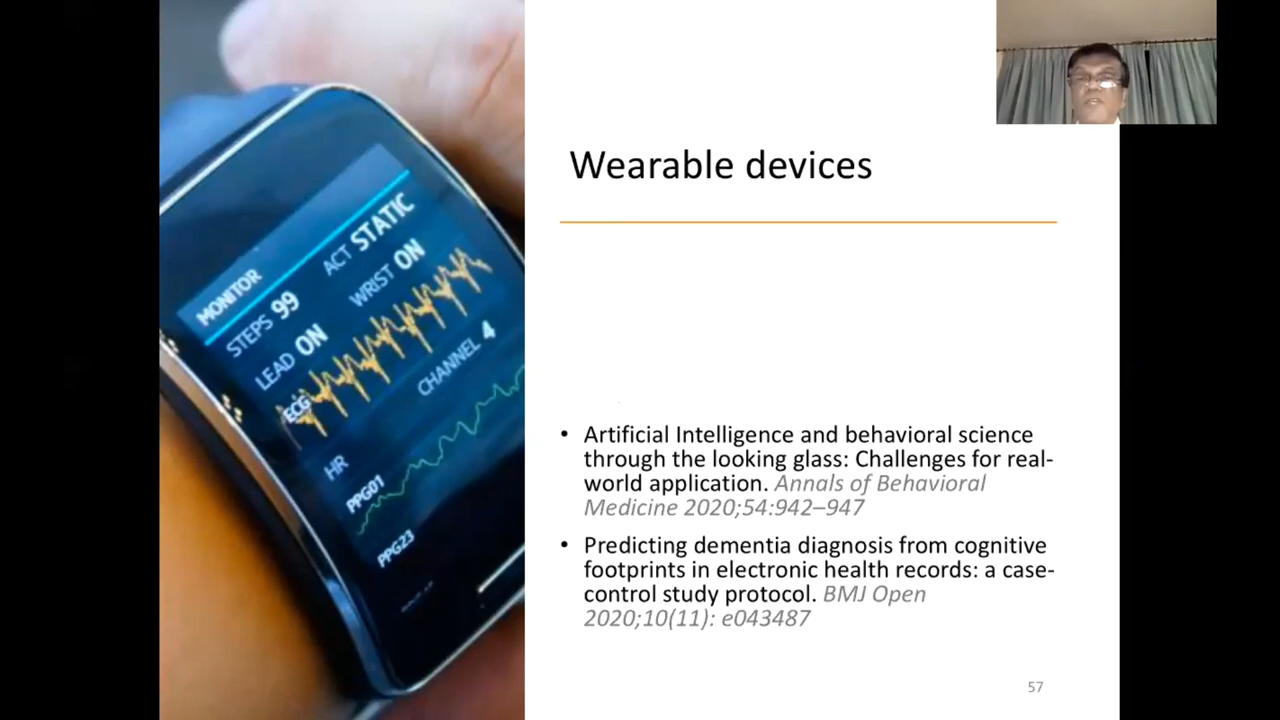 MONITOR
STEPS 99 ACT STATIC
LEAD ON WRIST ON
ECG
CHANNEL 4
HR
PPG01
PPG23
Wearable devices
• Artificial Intelligence and behavioral science
through the looking glass: Challenges for real-
world application. Annals of Behavioral
Medicine 2020;54:942–947
• Predicting dementia diagnosis from cognitive
footprints in electronic health records: a case-
control study protocol. BMJ Open
2020;10(11): e043487
57